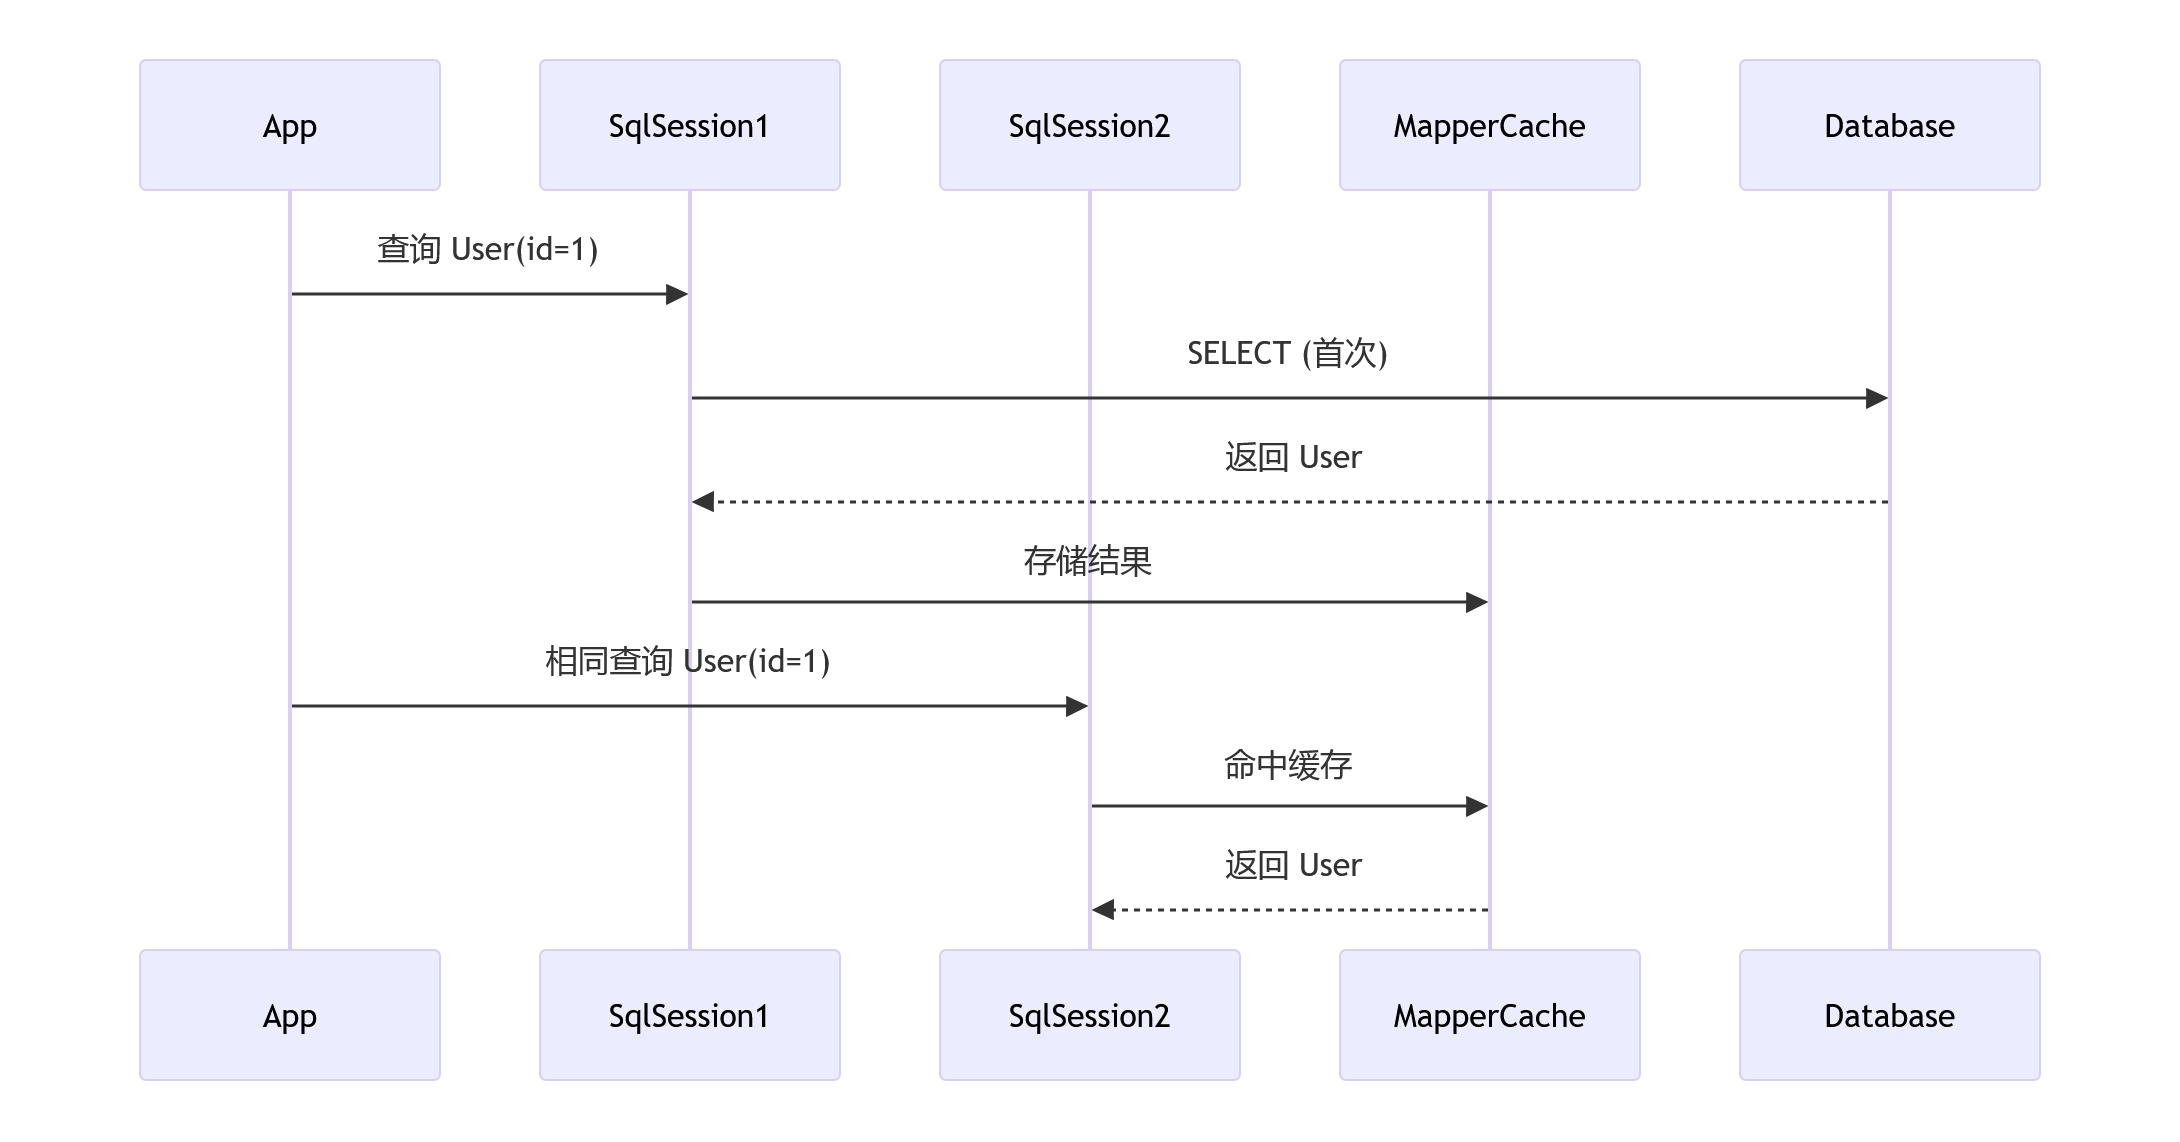 App
SqlSession1
SqlSession2
MapperCache
Database
查询 User(id=1)
SELECT (首次)
返回 User
存储结果
相同查询 User(id=1)
命中缓存
返回 User
App
SqlSession1
SqlSession2
MapperCache
Database